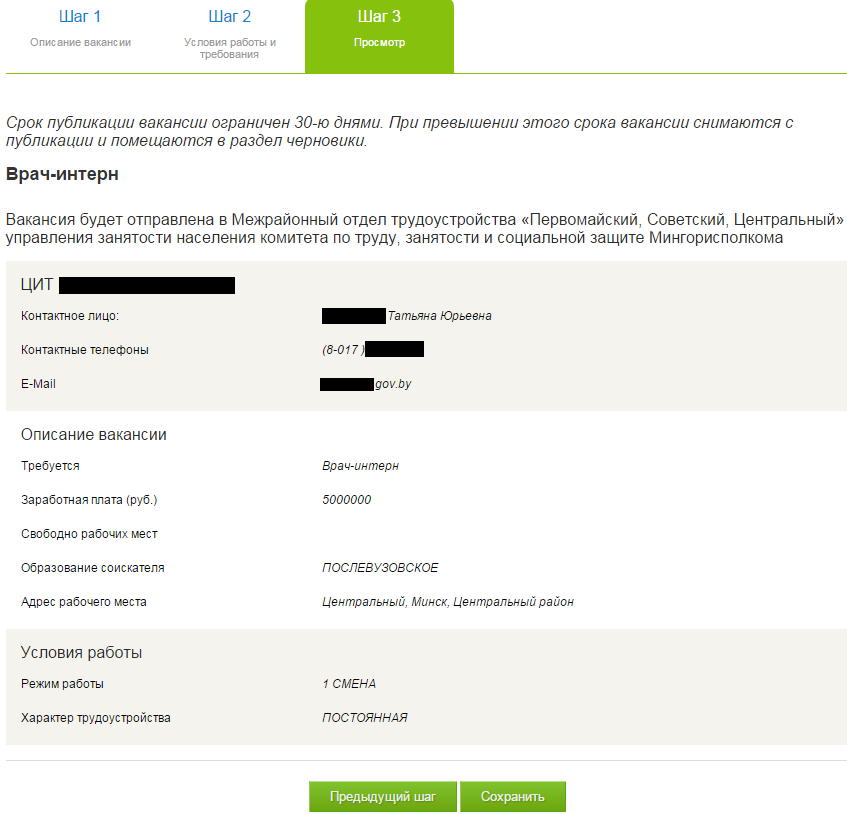 Шаг 1
Описание вакансии
Шаг 2
Условия работы и
требования
Шаг 3
Просмотр
Срок публикации вакансии ограничен 30-ю днями. При превышении этого срока вакансии снимаются с
публикации и помещаются в раздел черновики.
Врач-интерн
Вакансия будет отправлена в Межрайонный отдел трудоустройства «Первомайский, Советский, Центральный»
управления занятости населения комитета по труду, занятости и социальной защите Мингорисполкома
ЦИТ
Контактное лицо: Татьяна Юрьевна
Контактные телефоны (8-017 )
E-Mail gov.by
Описание вакансии
Требуется Врач-интерн
Заработная плата (руб.) 5000000
Свободно рабочих мест
Образование соискателя ПОСЛЕВУЗОВСКОЕ
Адрес рабочего места Центральный, Минск, Центральный район
Условия работы
Режим работы 1 СМЕНА
Характер трудоустройства ПОСТОЯННАЯ
Предыдущий шаг Сохранить